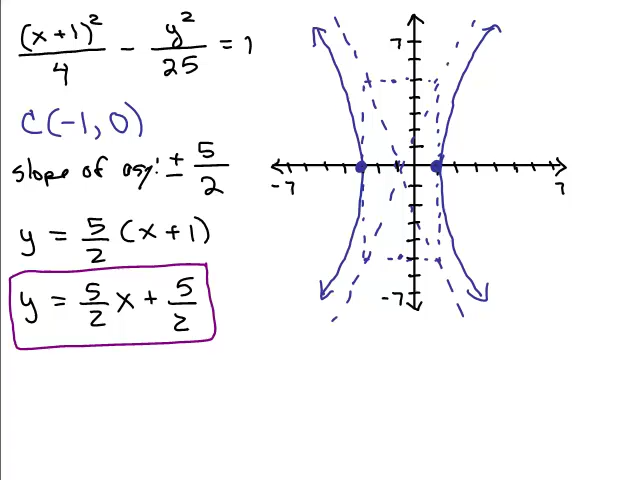 (x+1)²/4 - y²/25 = 1
C(-1, 0)
slope of asy: ± 5/2
y = 5/2 (x+1)
y = 5/2 x + 5/2
7
-7
7
-7